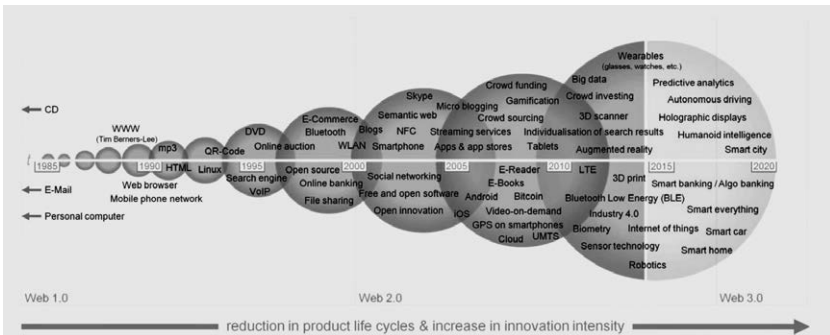 CD
WWW
(Tim Berners-Lee)
mp3
QR-Code
DVD
Online auction
E-Commerce
Bluetooth
WLAN
Blogs
Skype
Semantic web
NFC
Smartphone
Micro blogging
Streaming services
Apps & app stores
Crowd funding
Gamification
Crowd sourcing
Individualisation of search results
Tablets
Wearables
(glasses, watches, etc.)
Big data
Crowd investing
3D scanner
Augmented reality
Predictive analytics
Autonomous driving
Holographic displays
Humanoid intelligence
Smart city
1985
1990
1995
2000
2005
2010
2015
2020
E-Mail
Personal computer
HTML
Web browser
Mobile phone network
Linux
Search engine
VoIP
Open source
Online banking
File sharing
Social networking
Free and open software
Open innovation
Android
iOS
E-Reader
E-Books
Bitcoin
Video-on-demand
GPS on smartphones
Cloud
UMTS
LTE
3D print
Bluetooth Low Energy (BLE)
Industry 4.0
Biometry
Internet of things
Sensor technology
Robotics
Smart banking / Algo banking
Smart everything
Smart car
Smart home
Web 1.0
Web 2.0
Web 3.0
reduction in product life cycles & increase in innovation intensity